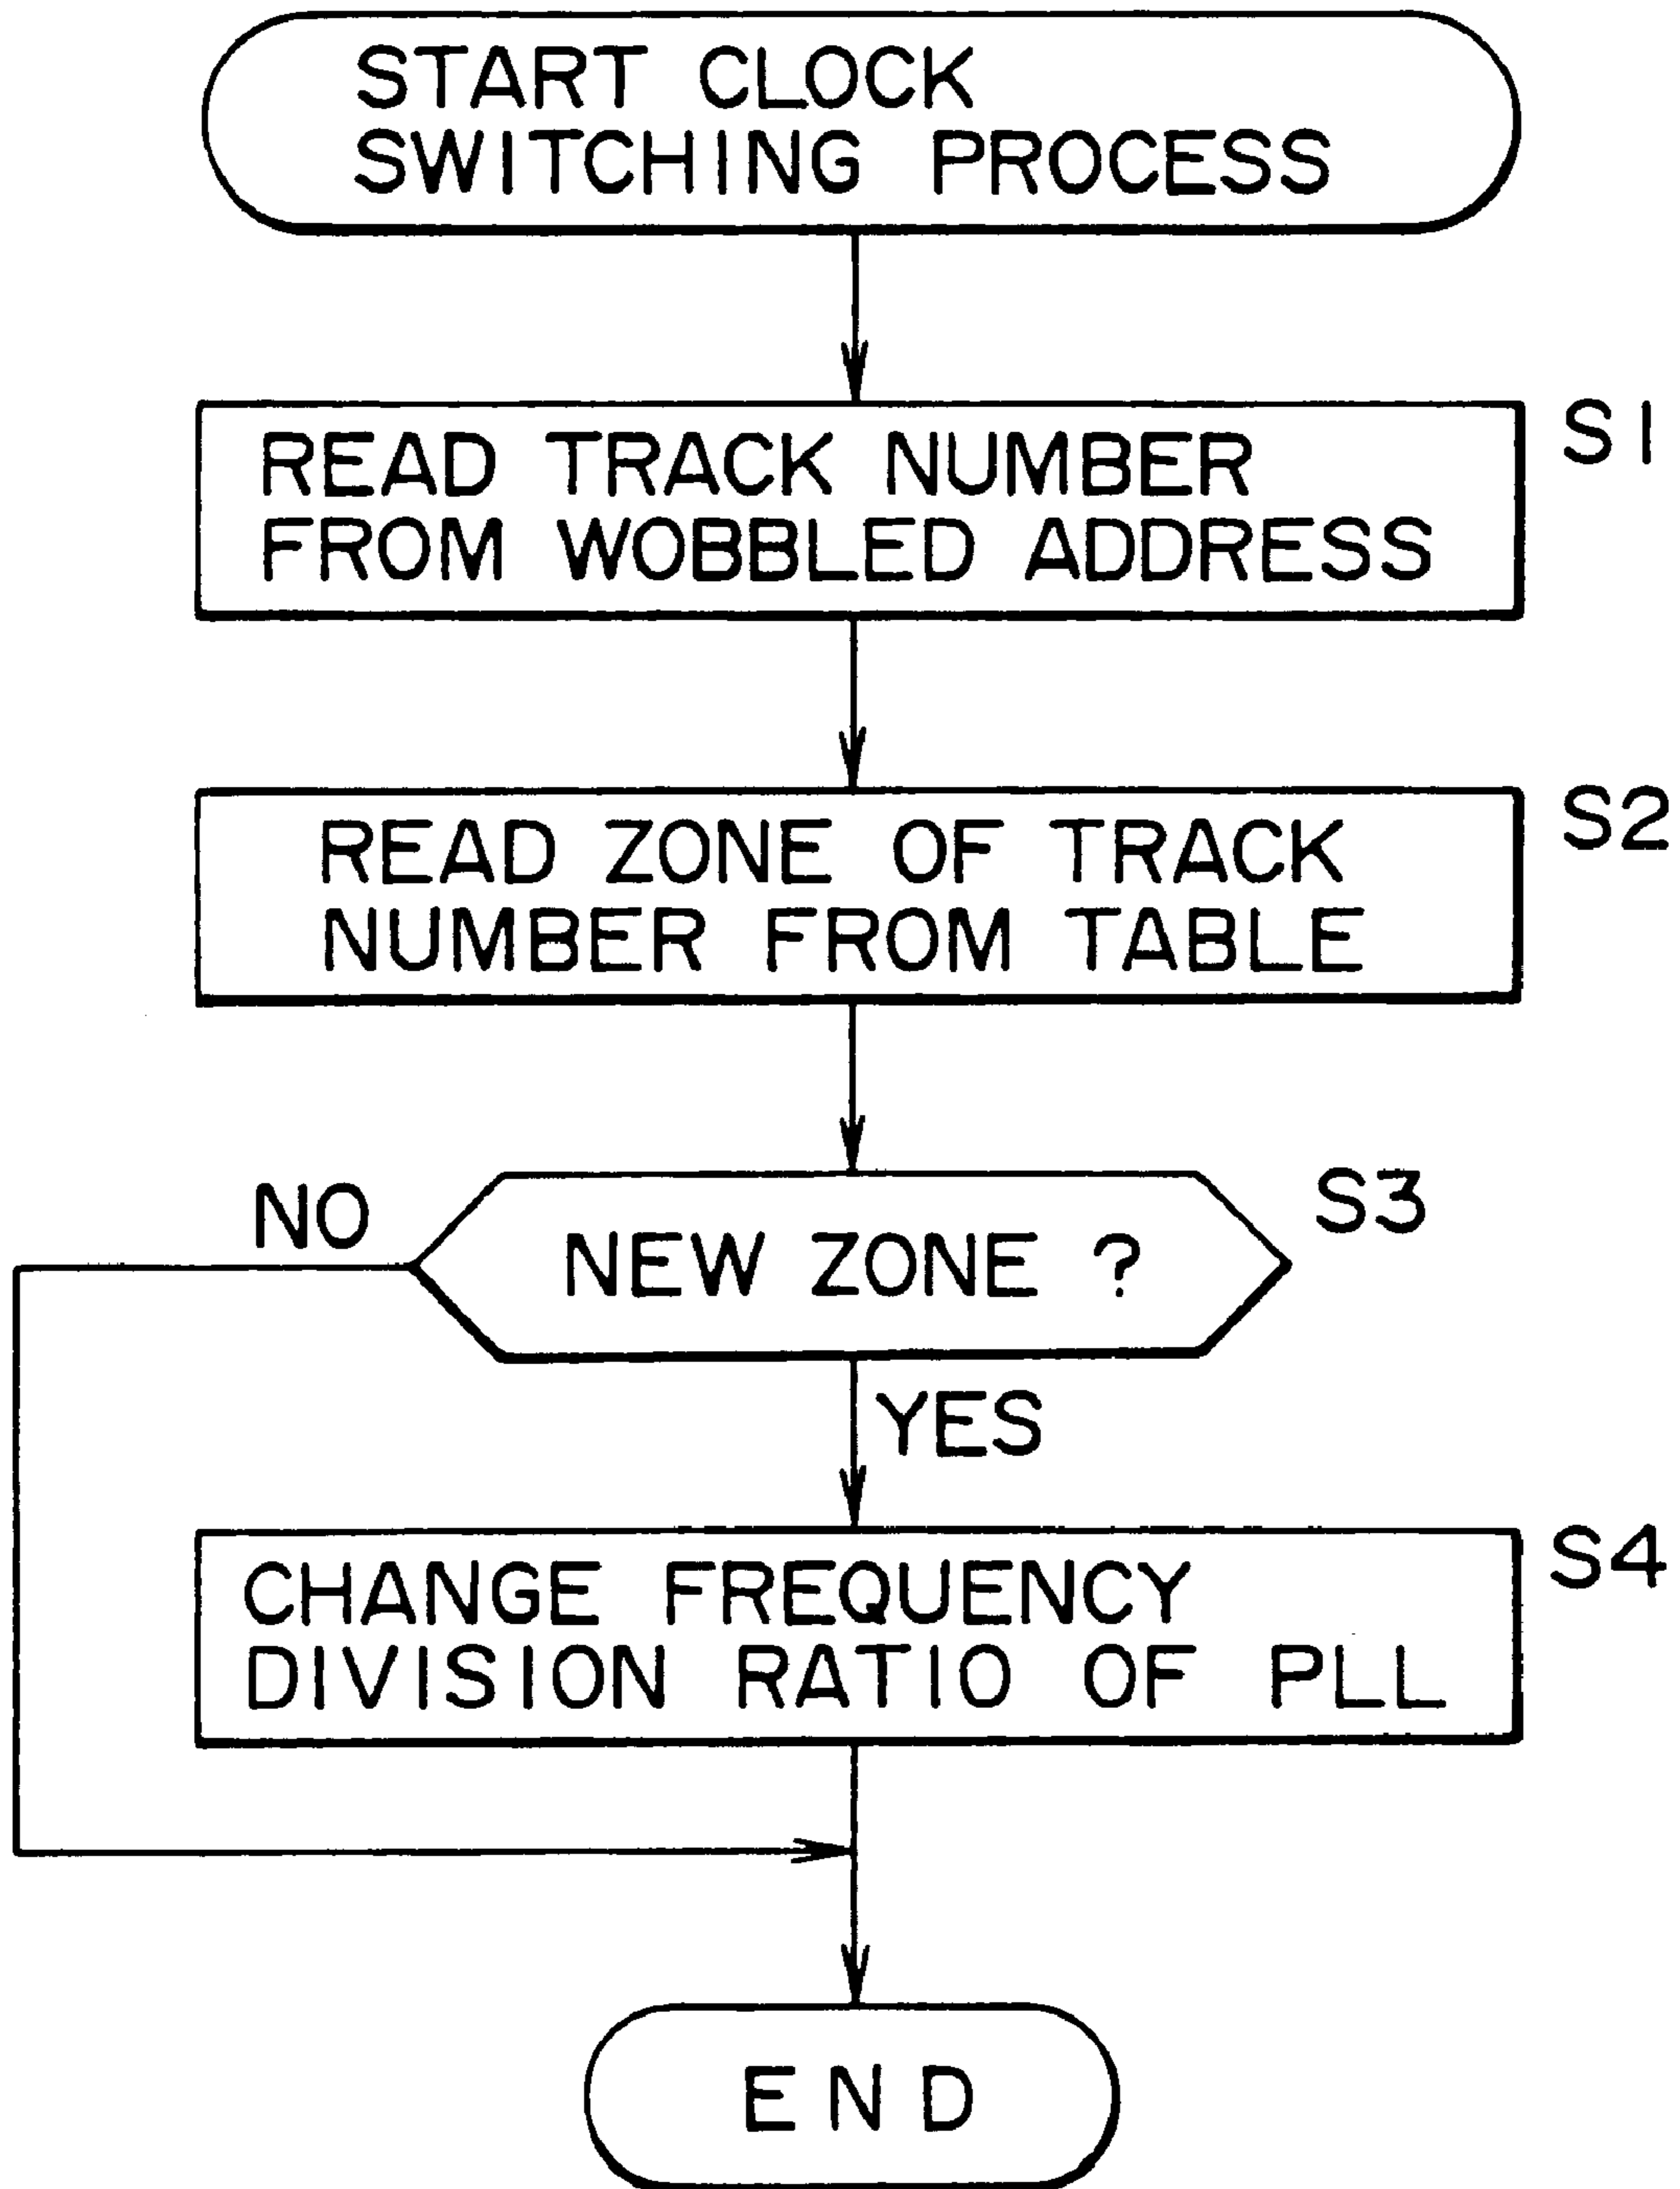 START CLOCK
SWITCHING PROCESS
READ TRACK NUMBER
FROM WOBBLED ADDRESS
S1
READ ZONE OF TRACK
NUMBER FROM TABLE
S2
NO
NEW ZONE ?
S3
YES
CHANGE FREQUENCY
DIVISION RATIO OF PLL
S4
END